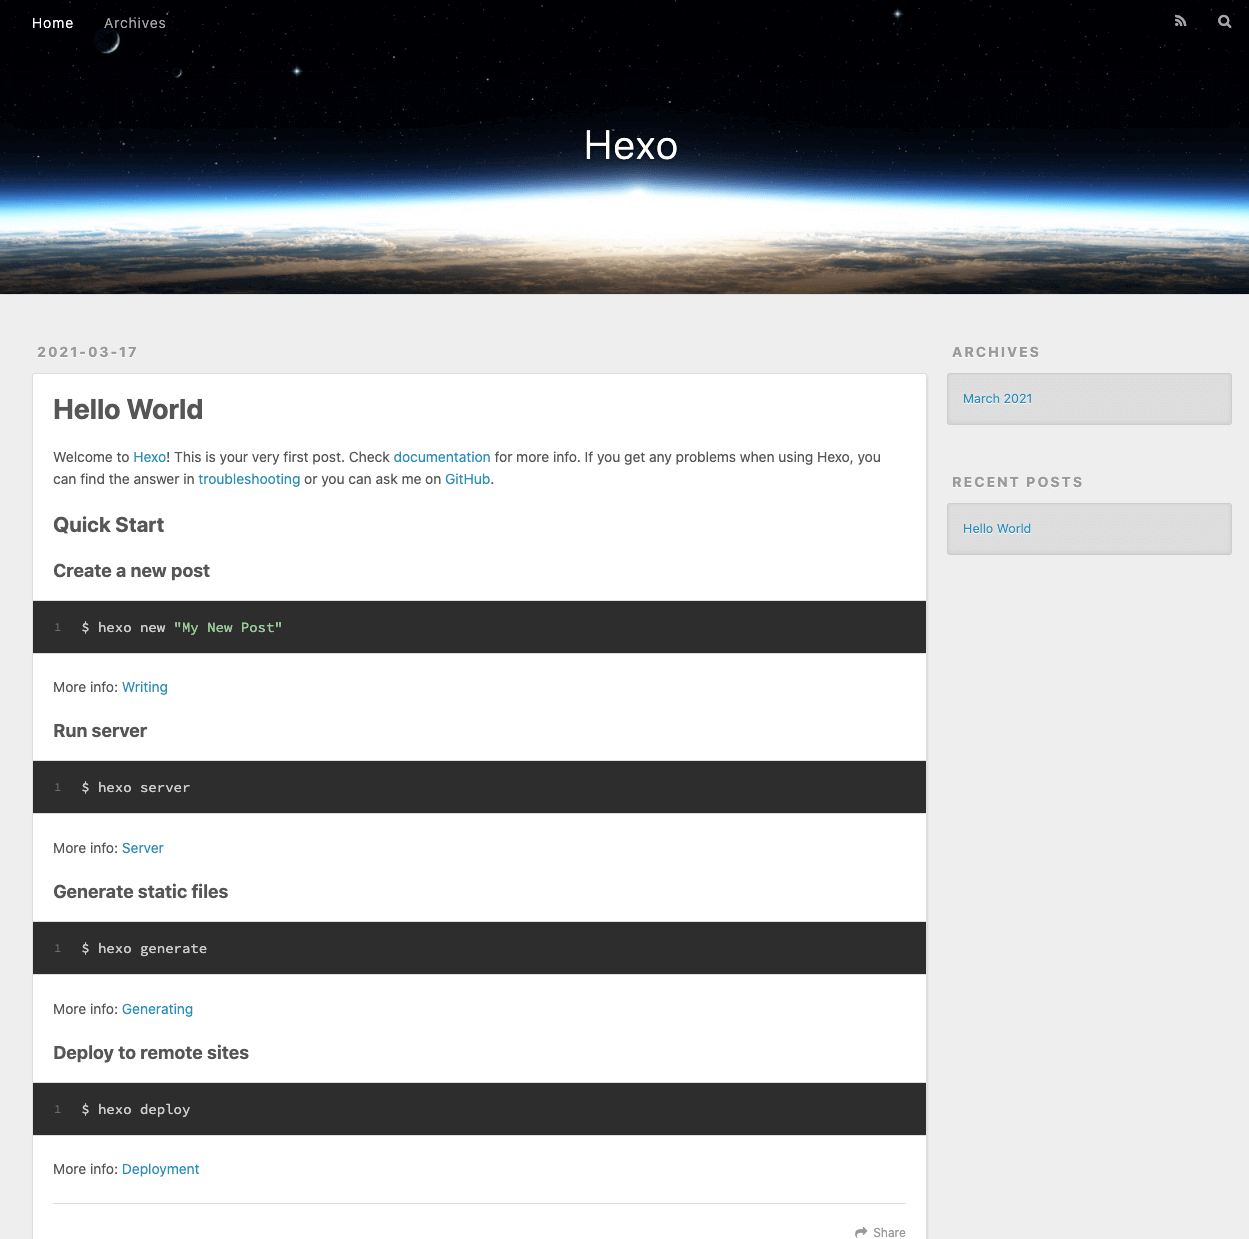 Home Archives
Hexo
2021-03-17
Hello World
Welcome to Hexo! This is your very first post. Check documentation for more info. If you get any problems when using Hexo, you
can find the answer in troubleshooting or you can ask me on GitHub.
Quick Start
Create a new post
1 $ hexo new "My New Post"
More info: Writing
Run server
1 $ hexo server
More info: Server
Generate static files
1 $ hexo generate
More info: Generating
Deploy to remote sites
1 $ hexo deploy
More info: Deployment
Share
ARCHIVES
March 2021
RECENT POSTS
Hello World